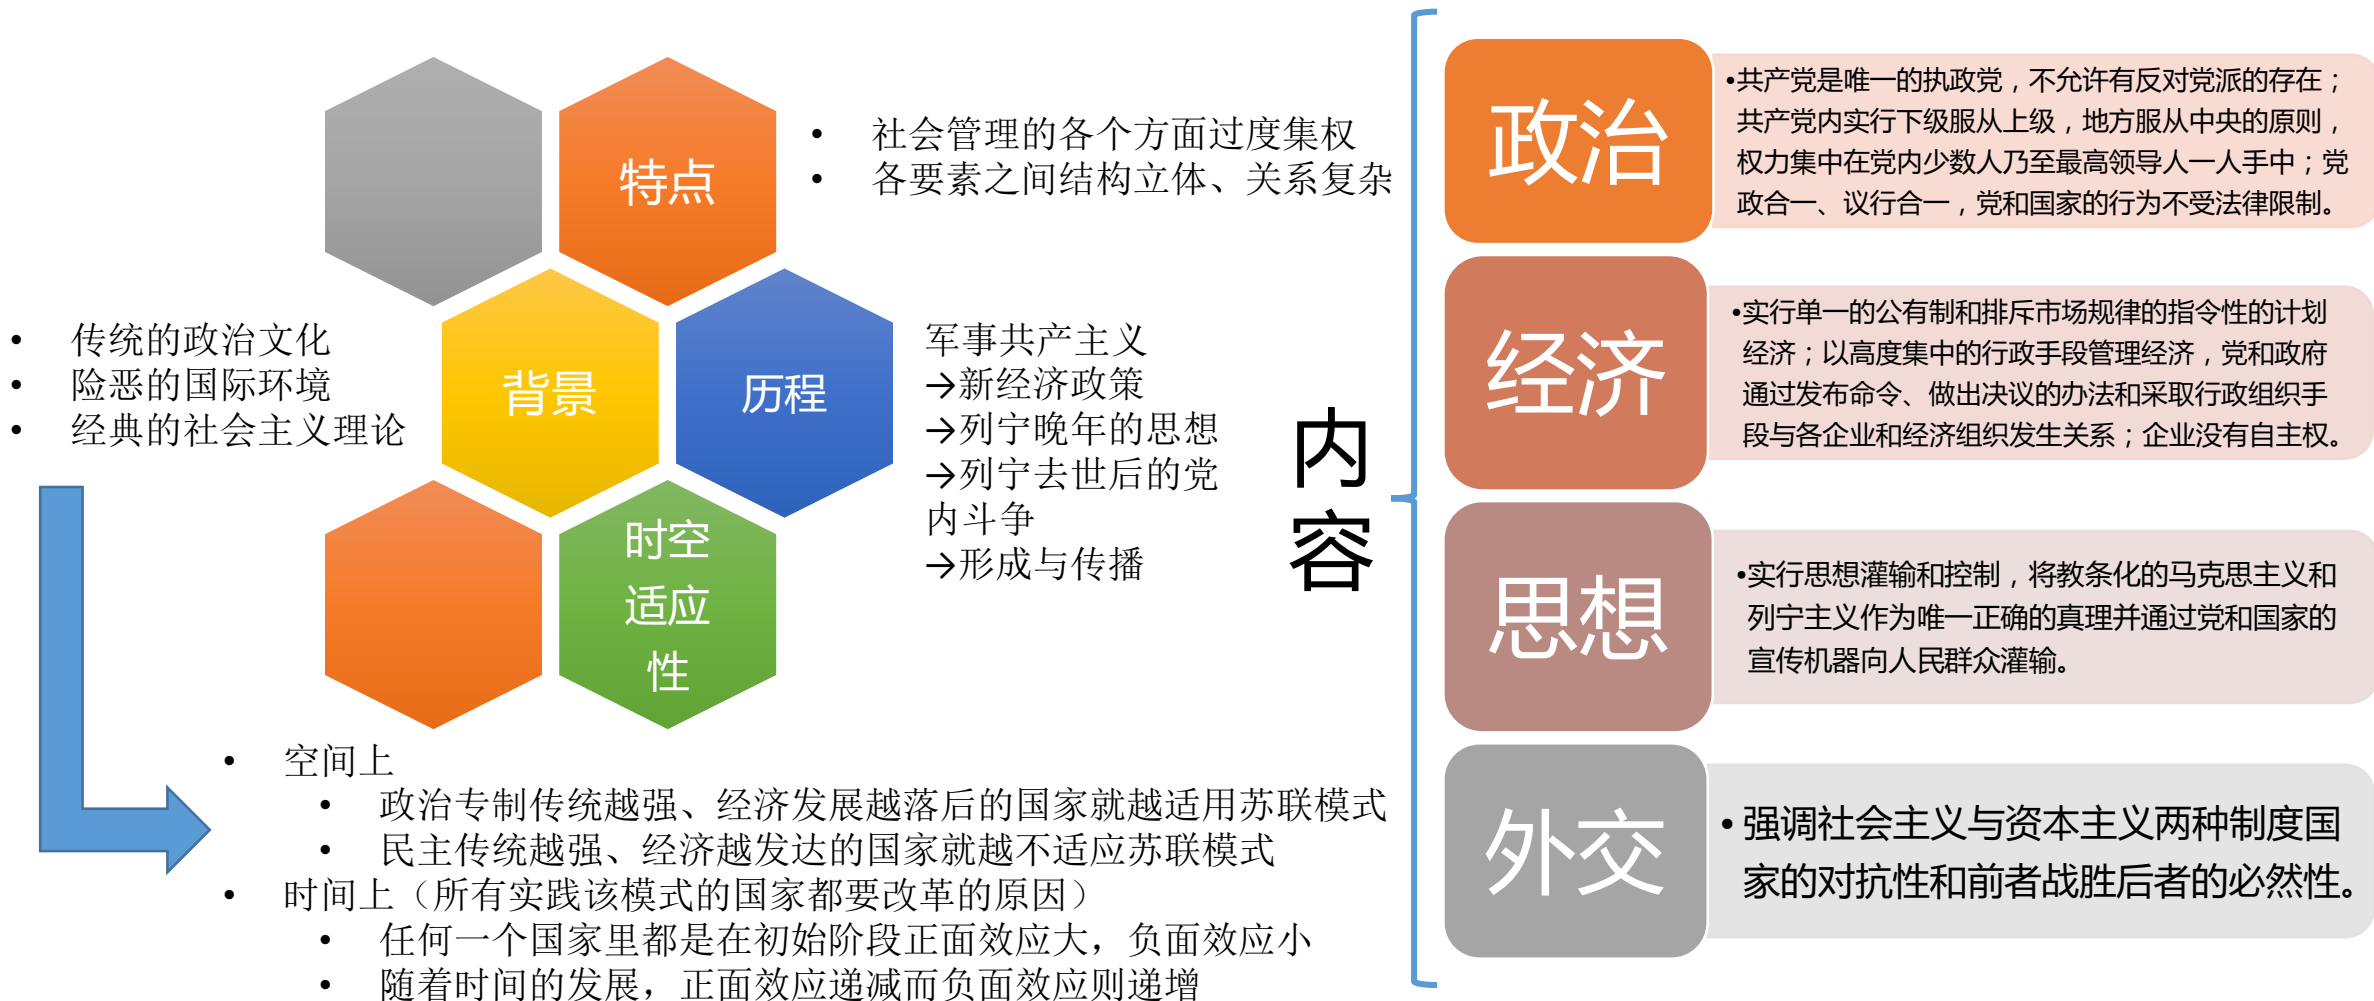 特点
• 社会管理的各个方面过度集权
• 各要素之间结构立体、关系复杂
背景
• 传统的政治文化
• 险恶的国际环境
• 经典的社会主义理论
历程
军事共产主义
→新经济政策
→列宁晚年的思想
→列宁去世后的党
内斗争
→形成与传播
时空
适应
性
• 空间上
• 政治专制传统越强、经济发展越落后的国家就越适用苏联模式
• 民主传统越强、经济越发达的国家就越不适应苏联模式
• 时间上（所有实践该模式的国家都要改革的原因）
• 任何一个国家里都是在初始阶段正面效应大，负面效应小
• 随着时间的发展，正面效应递减而负面效应则递增
内
容
政治
•共产党是唯一的执政党，不允许有反对党派的存在；
共产党内实行下级服从上级，地方服从中央的原则，
权力集中在党内少数人乃至最高领导人一人手中；党
政合一、议行合一，党和国家的行为不受法律限制。
经济
•实行单一的公有制和排斥市场规律的指令性的计划
经济；以高度集中的行政手段管理经济，党和政府
通过发布命令、做出决议的办法和采取行政组织手
段与各企业和经济组织发生关系；企业没有自主权。
思想
•实行思想灌输和控制，将教条化的马克思主义和
列宁主义作为唯一正确的真理并通过党和国家的
宣传机器向人民群众灌输。
外交
•强调社会主义与资本主义两种制度国
家的对抗性和前者战胜后者的必然性。